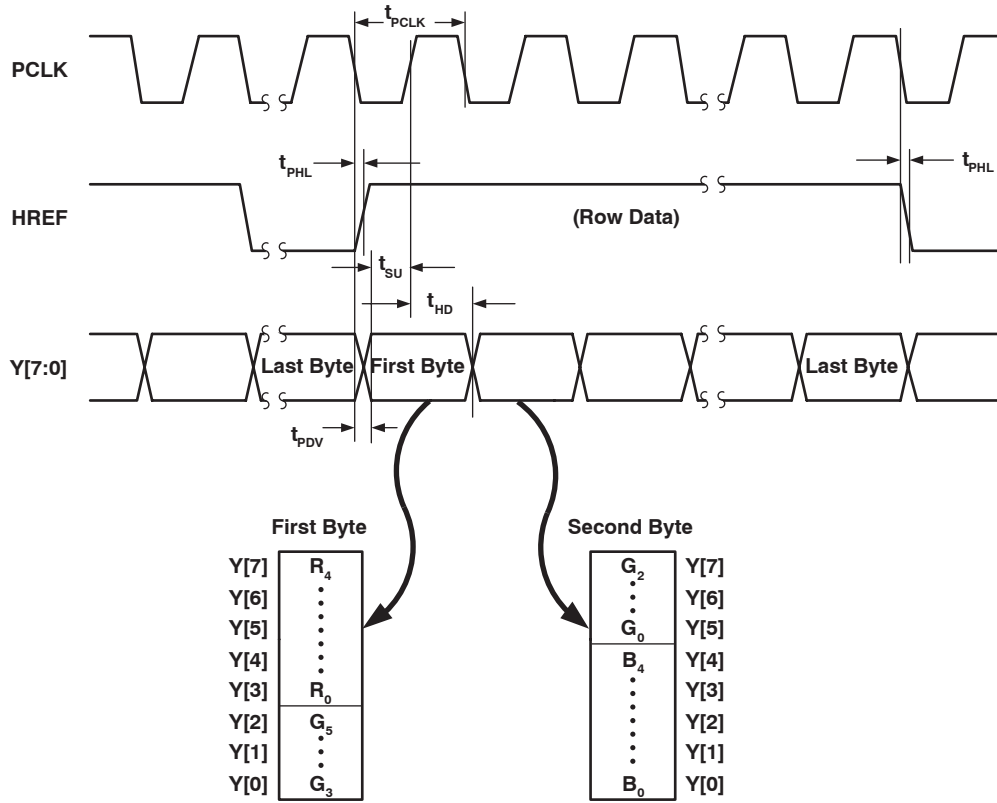 t_PCLK
PCLK
t_PHL
t_PHL
HREF
(Row Data)
t_SU
t_HD
Y[7:0]
Last Byte
First Byte
Last Byte
t_PDV
First Byte
Second Byte
Y[7] R_4 G_2 Y[7]
Y[6] Y[6]
Y[5] G_0 Y[5]
Y[4] B_4 Y[4]
Y[3] R_0 Y[3]
Y[2] G_5 Y[2]
Y[1] Y[1]
Y[0] G_3 B_0 Y[0]